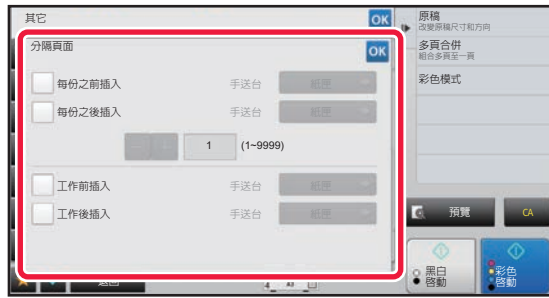 其它
OK
分隔頁面
OK
每份之前插入 手送台 紙匣
每份之後插入 手送台 紙匣
1 (1~9999)
工作前插入 手送台 紙匣
工作後插入 手送台 紙匣
返回
原稿
改變原稿尺寸和方向
多頁合併
組合多頁至一頁
彩色模式
預覽
CA
黑白
啓動
彩色
啓動